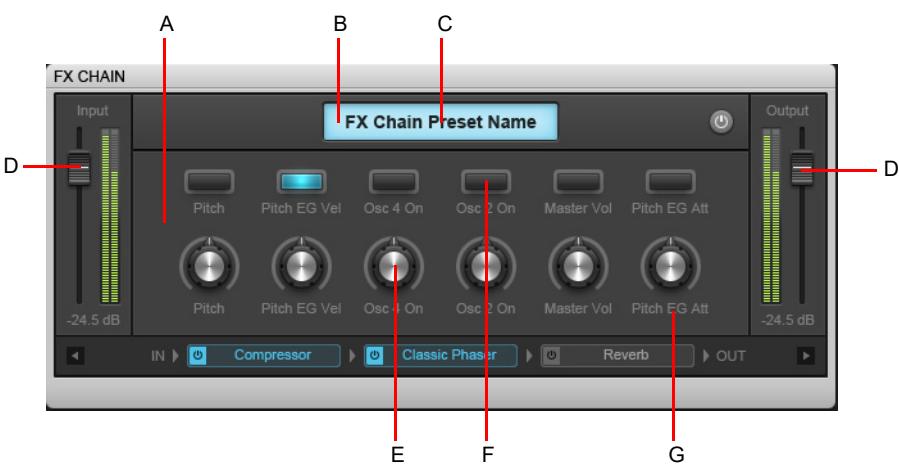 A B C
FX CHAIN
Input
FX Chain Preset Name
Output
D
D
Pitch Pitch EG Vel Osc 4 On Osc 2 On Master Vol Pitch EG Att
Pitch Pitch EG Vel Osc 4 On Osc 2 On Master Vol Pitch EG Att
-24.5 dB
-24.5 dB
IN Compressor Classic Phaser Reverb OUT
E F G